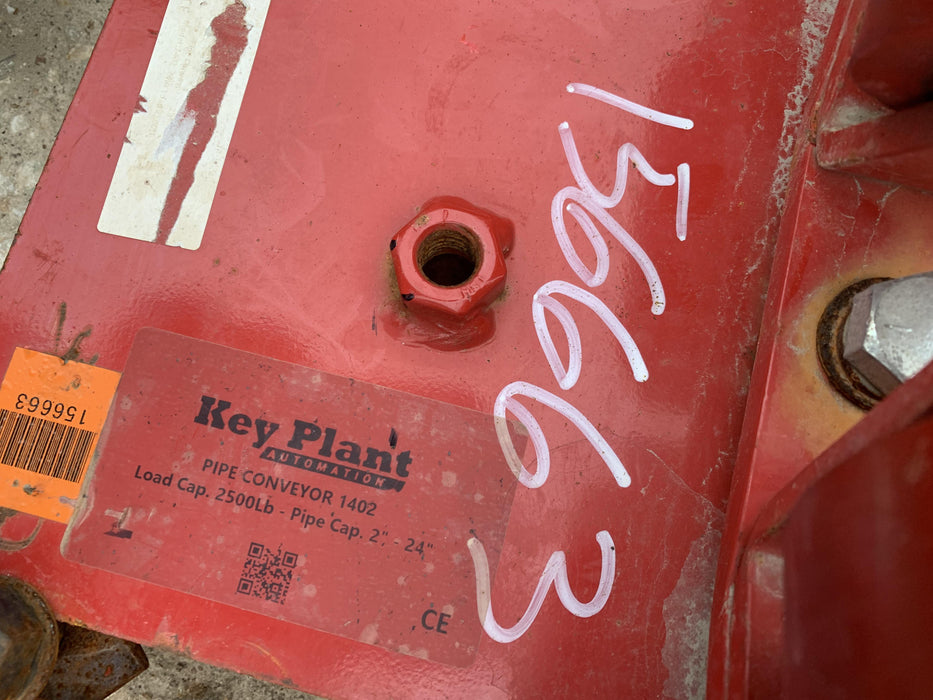 Key Plant
AUTOMATION
PIPE CONVEYOR 1402
Load Cap. 2500Lb - Pipe Cap. 2" - 24"
CE
156663
156663